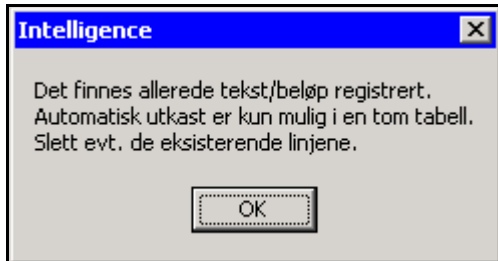 Intelligence
Det finnes allerede tekst/beløp registrert.
Automatisk utkast er kun mulig i en tom tabell.
Slett evt. de eksisterende linjene.
OK